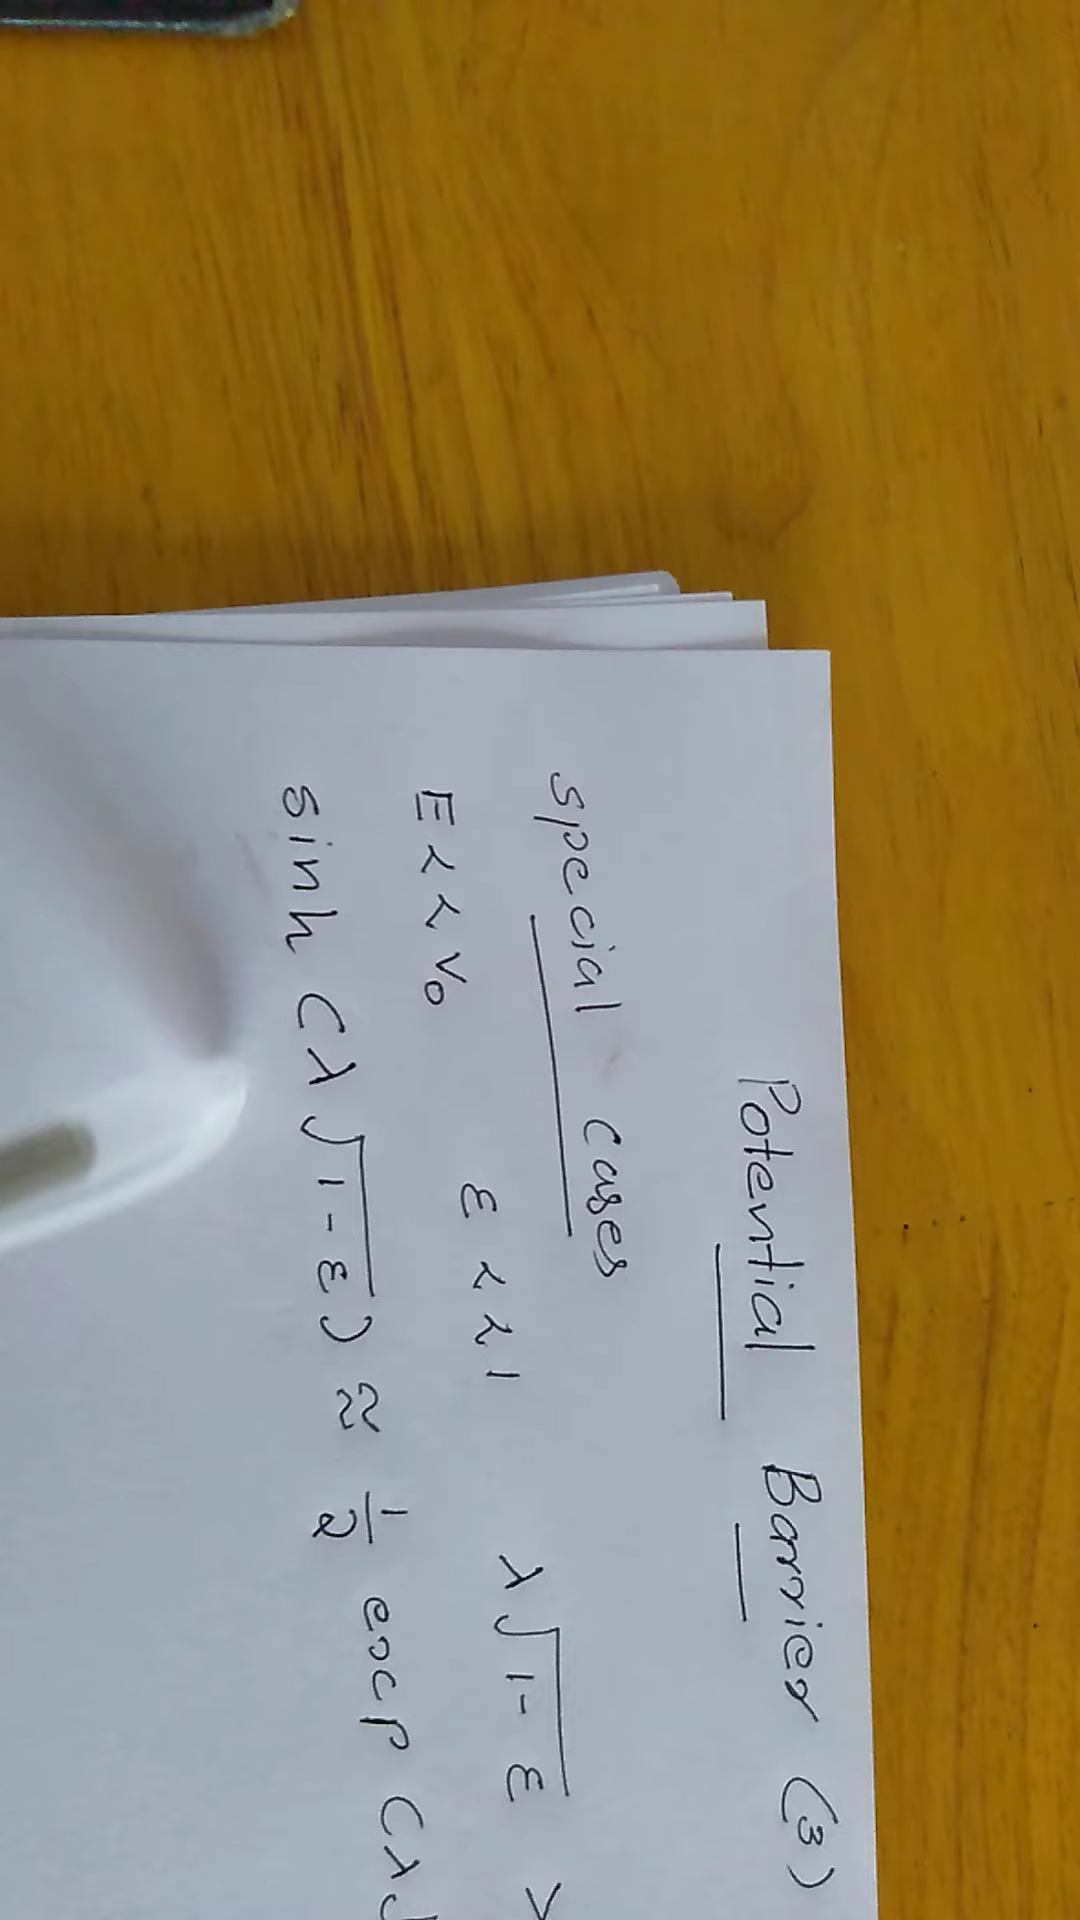 Potential Barrier (3)
Special cases
E << V₀ ε << 1 λ√1-ε >
sinh (λ√1-ε) ≈ 1/2 exp (λ√